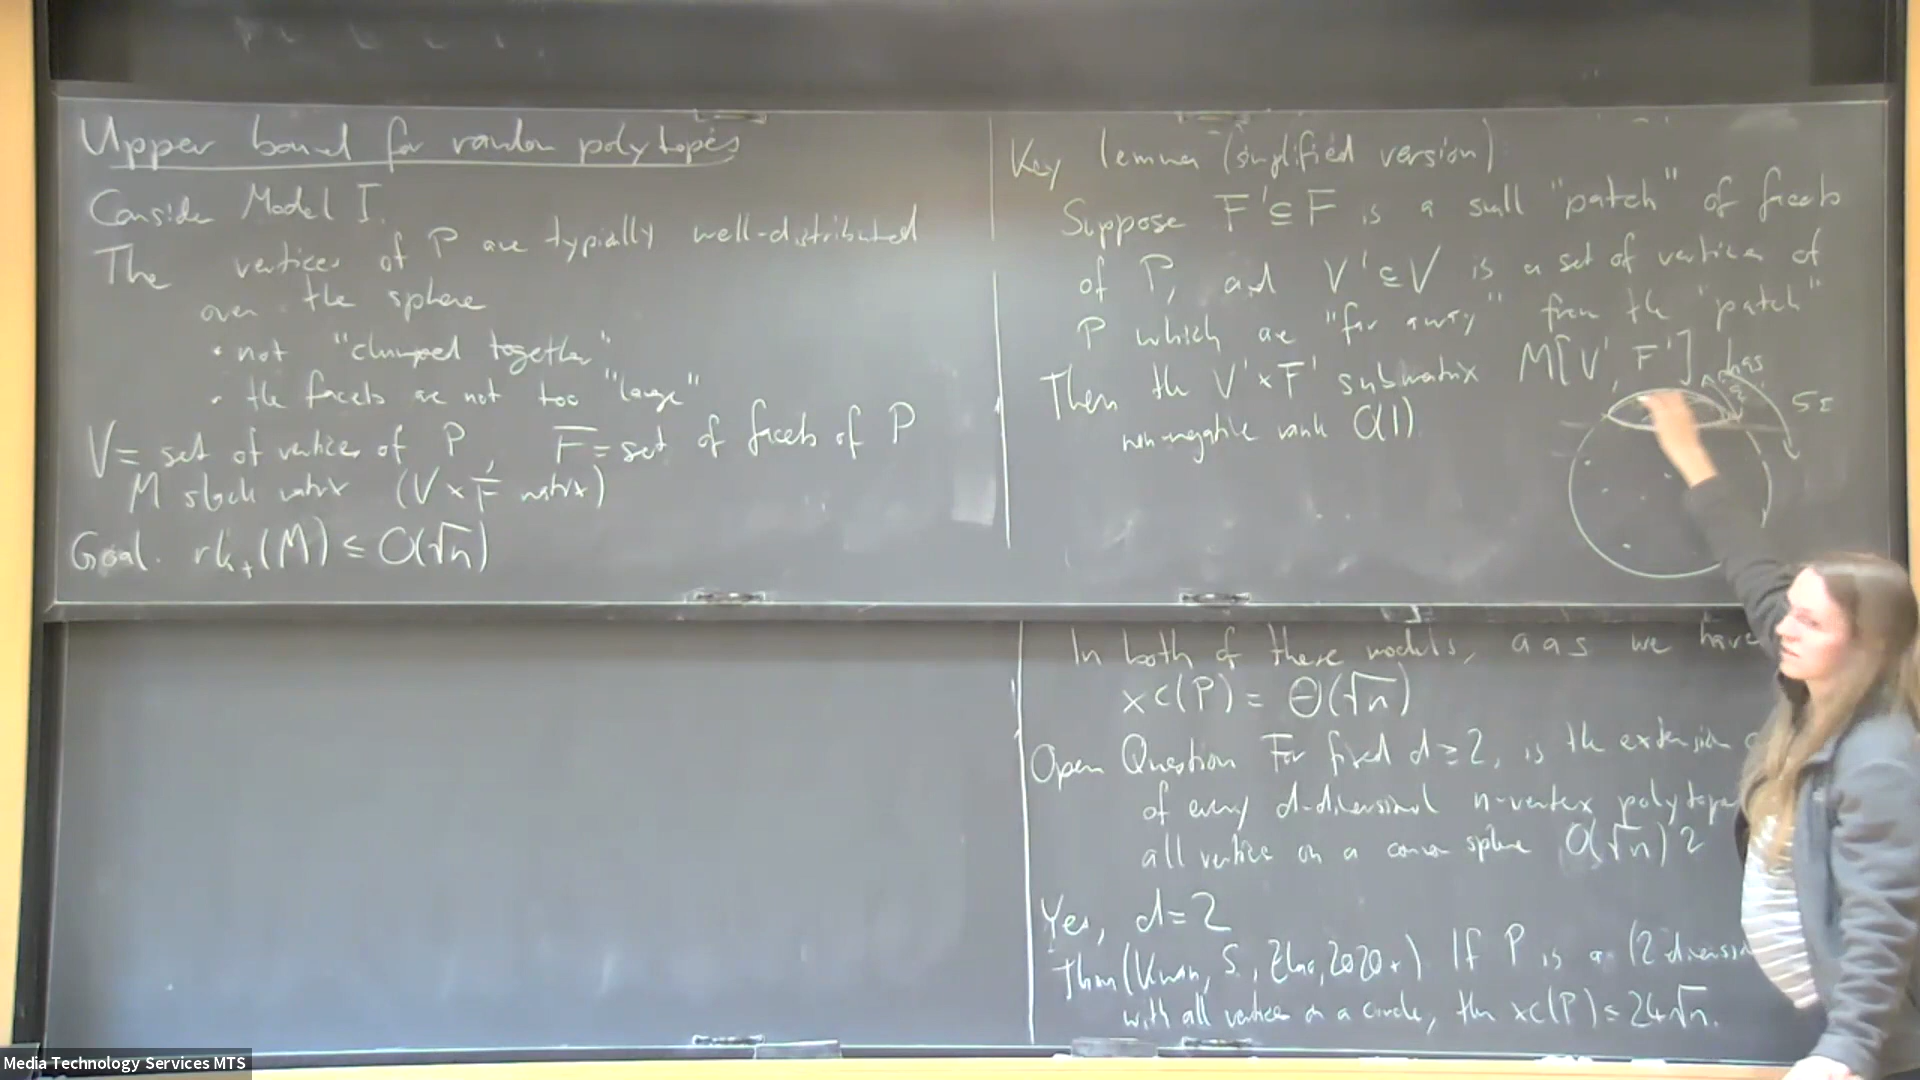 Upper bound for random polytopes
Consider Model I.
The vertices of P are typically well-distributed
over the sphere
• not "clumped together"
• the facets are not too "large"
V = set of vertices of P, F = set of facets of P
M slack matrix (V × F matrix)
Goal. rk₊(M) ≤ O(√n)
Key lemma (simplified version)
Suppose F' ⊆ F is a small "patch" of facets
of P, and V' ⊆ V is a set of vertices of
P which are "far away" from the "patch"
Then the V' × F' submatrix M[V', F'] has
non-negative rank O(1).
5r
In both of these models, aas we have
xc(P) = Θ(√n)
Open Question For fixed d ≥ 2, is the extension
of every d-dimensional n-vertex polytope
all vertices on a common sphere O(√n)?
Yes, d=2
Thm (Kwan, S., Zhao, 2020+) If P is a (2 dimensi
with all vertices on a circle, then xc(P) ≤ 24√n.
Media Technology Services MTS